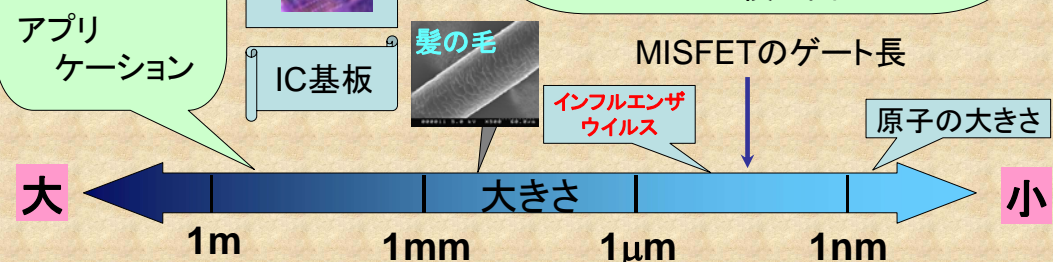 アプリ
ケーション
IC基板
髪の毛
MISFETのゲート長
インフルエンザ
ウイルス
原子の大きさ
大
大きさ
小
1m
1mm
1μm
1nm